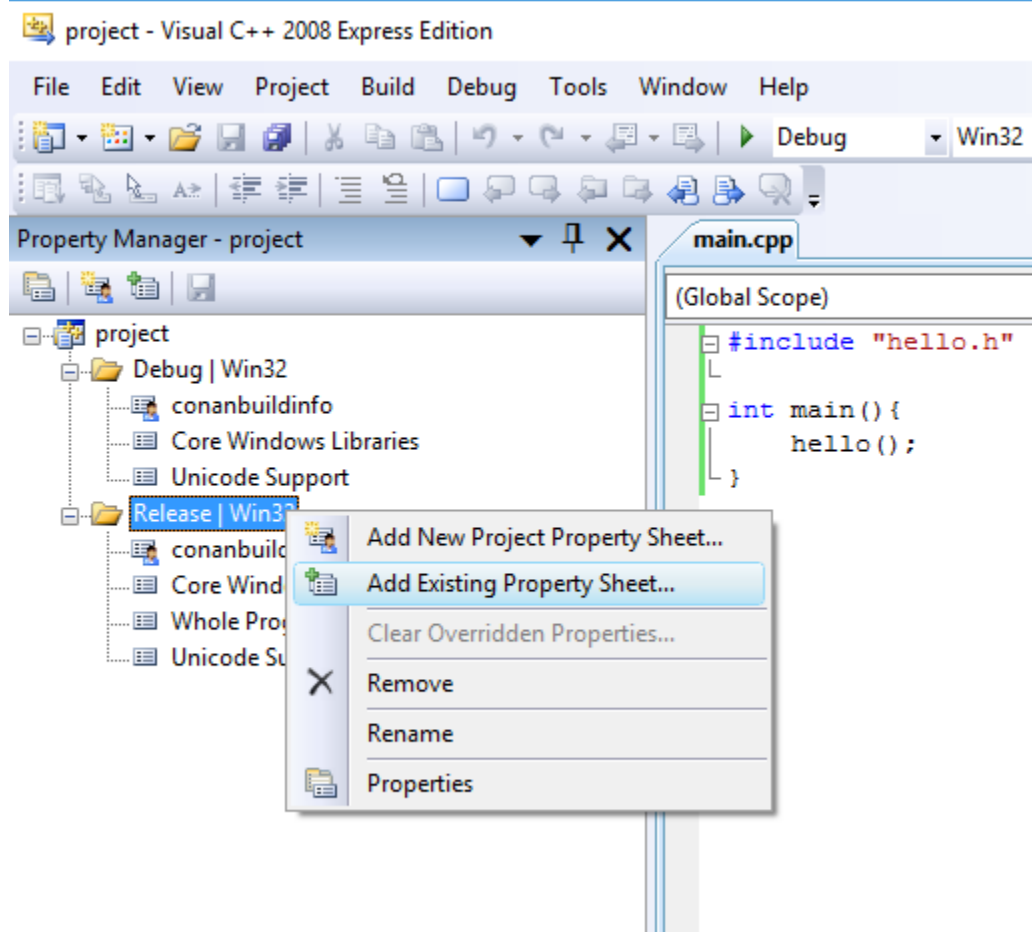 project - Visual C++ 2008 Express Edition
File Edit View Project Build Debug Tools Window Help
Debug Win32
Property Manager - project
main.cpp
(Global Scope)
project
Debug | Win32
conanbuildinfo
Core Windows Libraries
Unicode Support
Release | Win32
conanbuild
Core Wind
Whole Pro
Unicode Su
Add New Project Property Sheet...
Add Existing Property Sheet...
Clear Overridden Properties...
Remove
Rename
Properties
#include "hello.h"
int main(){
hello();
}